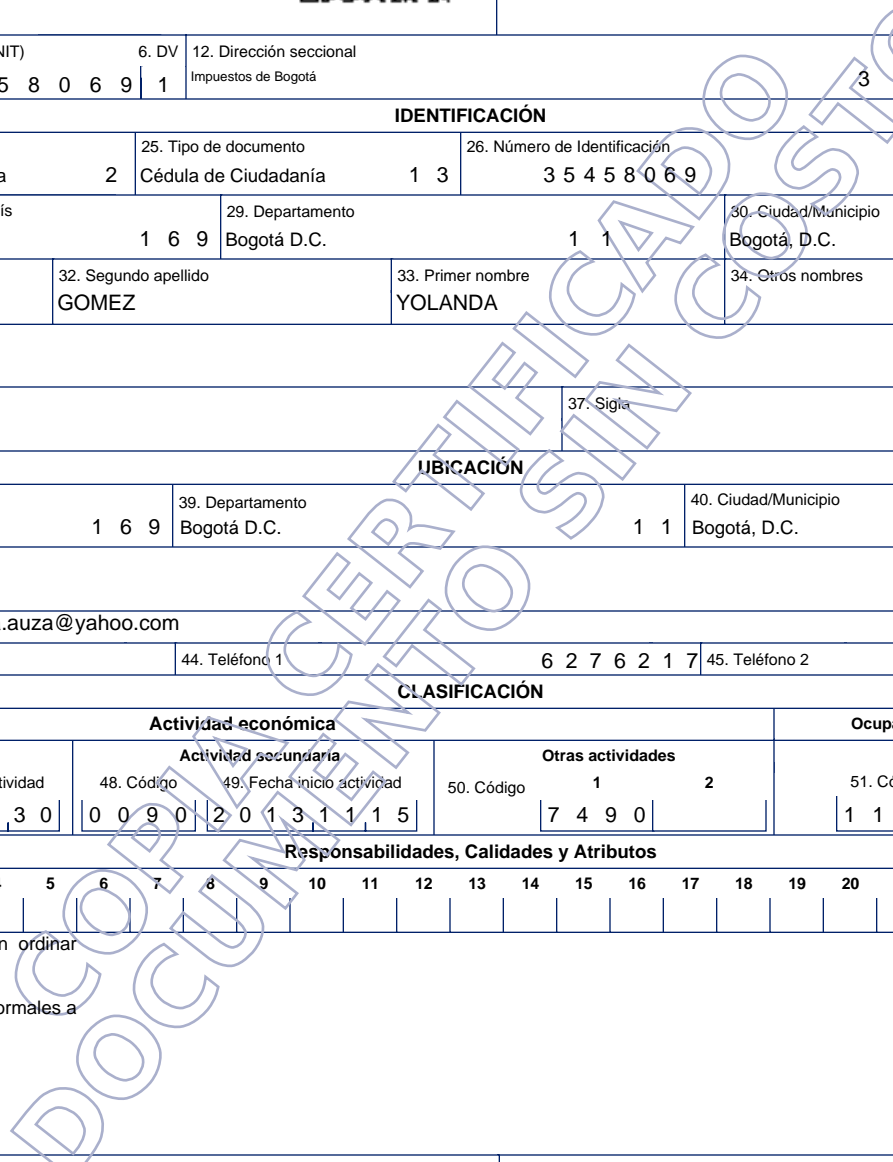 NIT) 6. DV 12. Dirección seccional
5 8 0 6 9 1 Impuestos de Bogotá 3
IDENTIFICACIÓN
25. Tipo de documento 26. Número de Identificación
a 2 Cédula de Ciudadanía 1 3 3 5 4 5 8 0 6 9
ís 29. Departamento 30. Ciudad/Municipio
1 6 9 Bogotá D.C. 1 1 Bogotá, D.C.
32. Segundo apellido 33. Primer nombre 34. Otros nombres
GOMEZ YOLANDA
37. Sigla
UBICACIÓN
39. Departamento 40. Ciudad/Municipio
1 6 9 Bogotá D.C. 1 1 Bogotá, D.C.
.auza@yahoo.com
44. Teléfono 1 6 2 7 6 2 1 7 45. Teléfono 2
CLASIFICACIÓN
Actividad económica Ocupa
Actividad secundaria Otras actividades
tividad 48. Código 49. Fecha inicio actividad 50. Código 1 2 51. Có
3 0 0 0 9 0 2 0 1 3 1 1 1 5 7 4 9 0 1 1
Responsabilidades, Calidades y Atributos
5 6 7 8 9 10 11 12 13 14 15 16 17 18 19 20
n ordinar
ormales a
COPIA CERTIFICADO
DOCUMENTO SIN COSTO